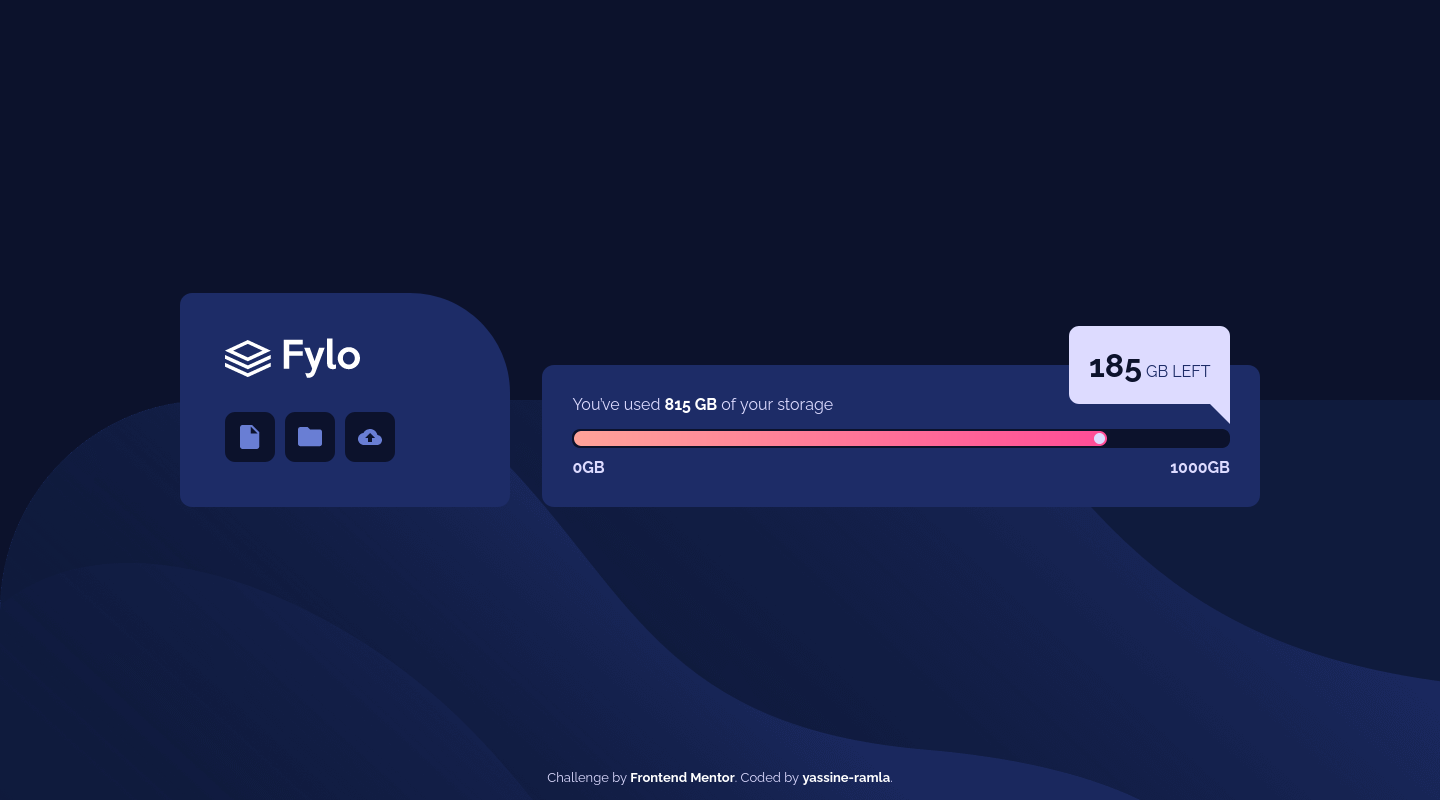 Fylo
185 GB LEFT
You've used 815 GB of your storage
0GB
1000GB
Challenge by Frontend Mentor. Coded by yassine-ramla.